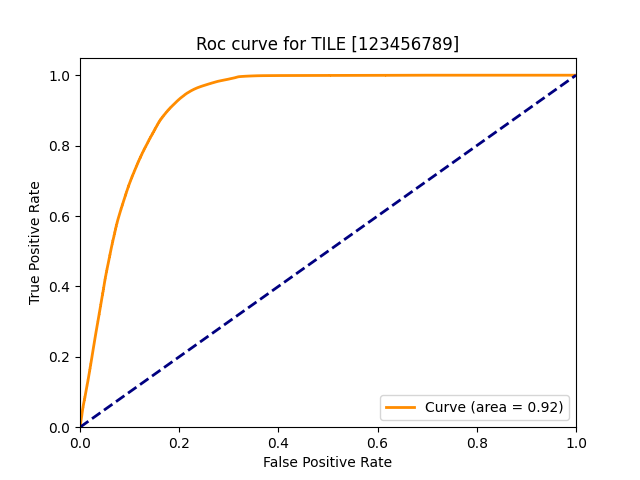 Roc curve for TILE [123456789]
True Positive Rate
1.0
0.8
0.6
0.4
0.2
0.0
0.0 0.2 0.4 0.6 0.8 1.0
False Positive Rate
Curve (area = 0.92)